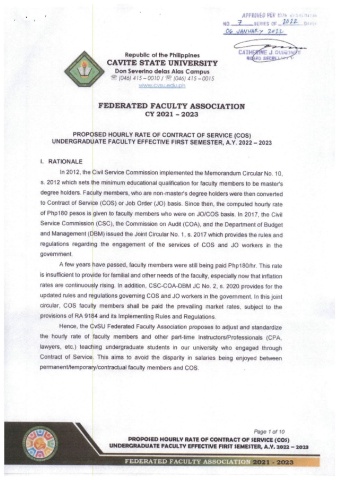 APPROVED PER BOR RESOLUTION
NO. 7 SERIES OF 2022 DATED
06 JANUARY 2022
CATHERINE J.
BOARD SECRETARY
Republic of the Philippines
CAVITE STATE UNIVERSITY
Don Severino delas Alas Campus
(046) 415 – 0010 / (046) 415 – 0015
www.cvsu.edu.ph
FEDERATED FACULTY ASSOCIATION
CY 2021 – 2023
PROPOSED HOURLY RATE OF CONTRACT OF SERVICE (COS)
UNDERGRADUATE FACULTY EFFECTIVE FIRST SEMESTER, A.Y. 2022 – 2023
I. RATIONALE
In 2012, the Civil Service Commission implemented the Memorandum Circular No. 10,
s. 2012 which sets the minimum educational qualification for faculty members to be master's
degree holders. Faculty members, who are non-master's degree holders were then converted
to Contract of Service (COS) or Job Order (JO) basis. Since then, the computed hourly rate
of Php180 pesos is given to faculty members who were on JO/COS basis. In 2017, the Civil
Service Commission (CSC), the Commission on Audit (COA), and the Department of Budget
and Management (DBM) issued the Joint Circular No. 1, s. 2017 which provides the rules and
regulations regarding the engagement of the services of COS and JO workers in the
government.
A few years have passed, faculty members were still being paid Php180/hr. This rate
is insufficient to provide for familial and other needs of the faculty, especially now that inflation
rates are continuously rising. In addition, CSC-COA-DBM JC No. 2, s. 2020 provides for the
updated rules and regulations governing COS and JO workers in the government. In this joint
circular, COS faculty members shall be paid the prevailing market rates, subject to the
provisions of RA 9184 and its Implementing Rules and Regulations.
Hence, the CvSU Federated Faculty Association proposes to adjust and standardize
the hourly rate of faculty members and other part-time Instructors/Professionals (CPA,
lawyers, etc.) teaching undergraduate students in our university who engaged through
Contract of Service. This aims to avoid the disparity in salaries being enjoyed between
permanent/temporary/contractual faculty members and COS.
Page 1 of 10
PROPOSED HOURLY RATE OF CONTRACT OF SERVICE (COS)
UNDERGRADUATE FACULTY EFFECTIVE FIRST SEMESTER, A.Y. 2022 – 2023
FEDERATED FACULTY ASSOCIATION 2021 - 2023